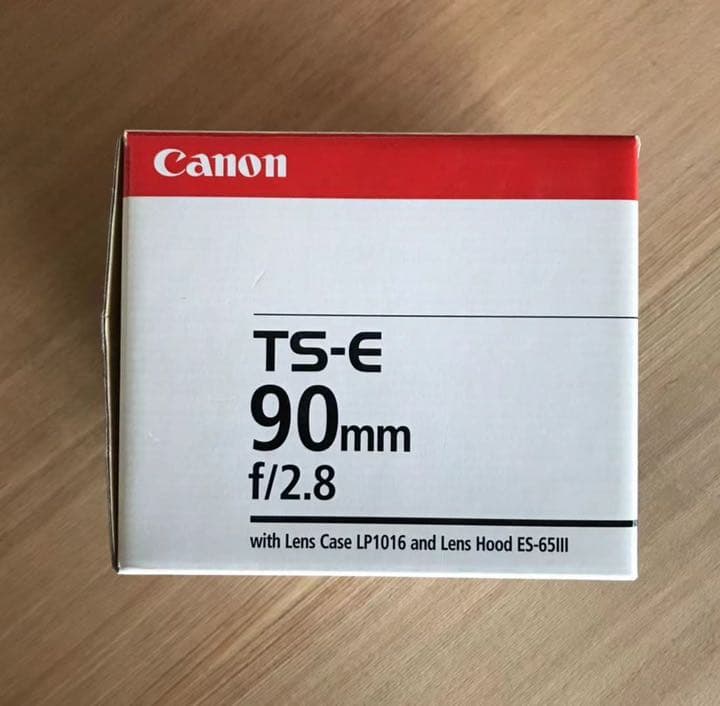 Canon
TS-E
90mm
f/2.8
with Lens Case LP1016 and Lens Hood ES-65III